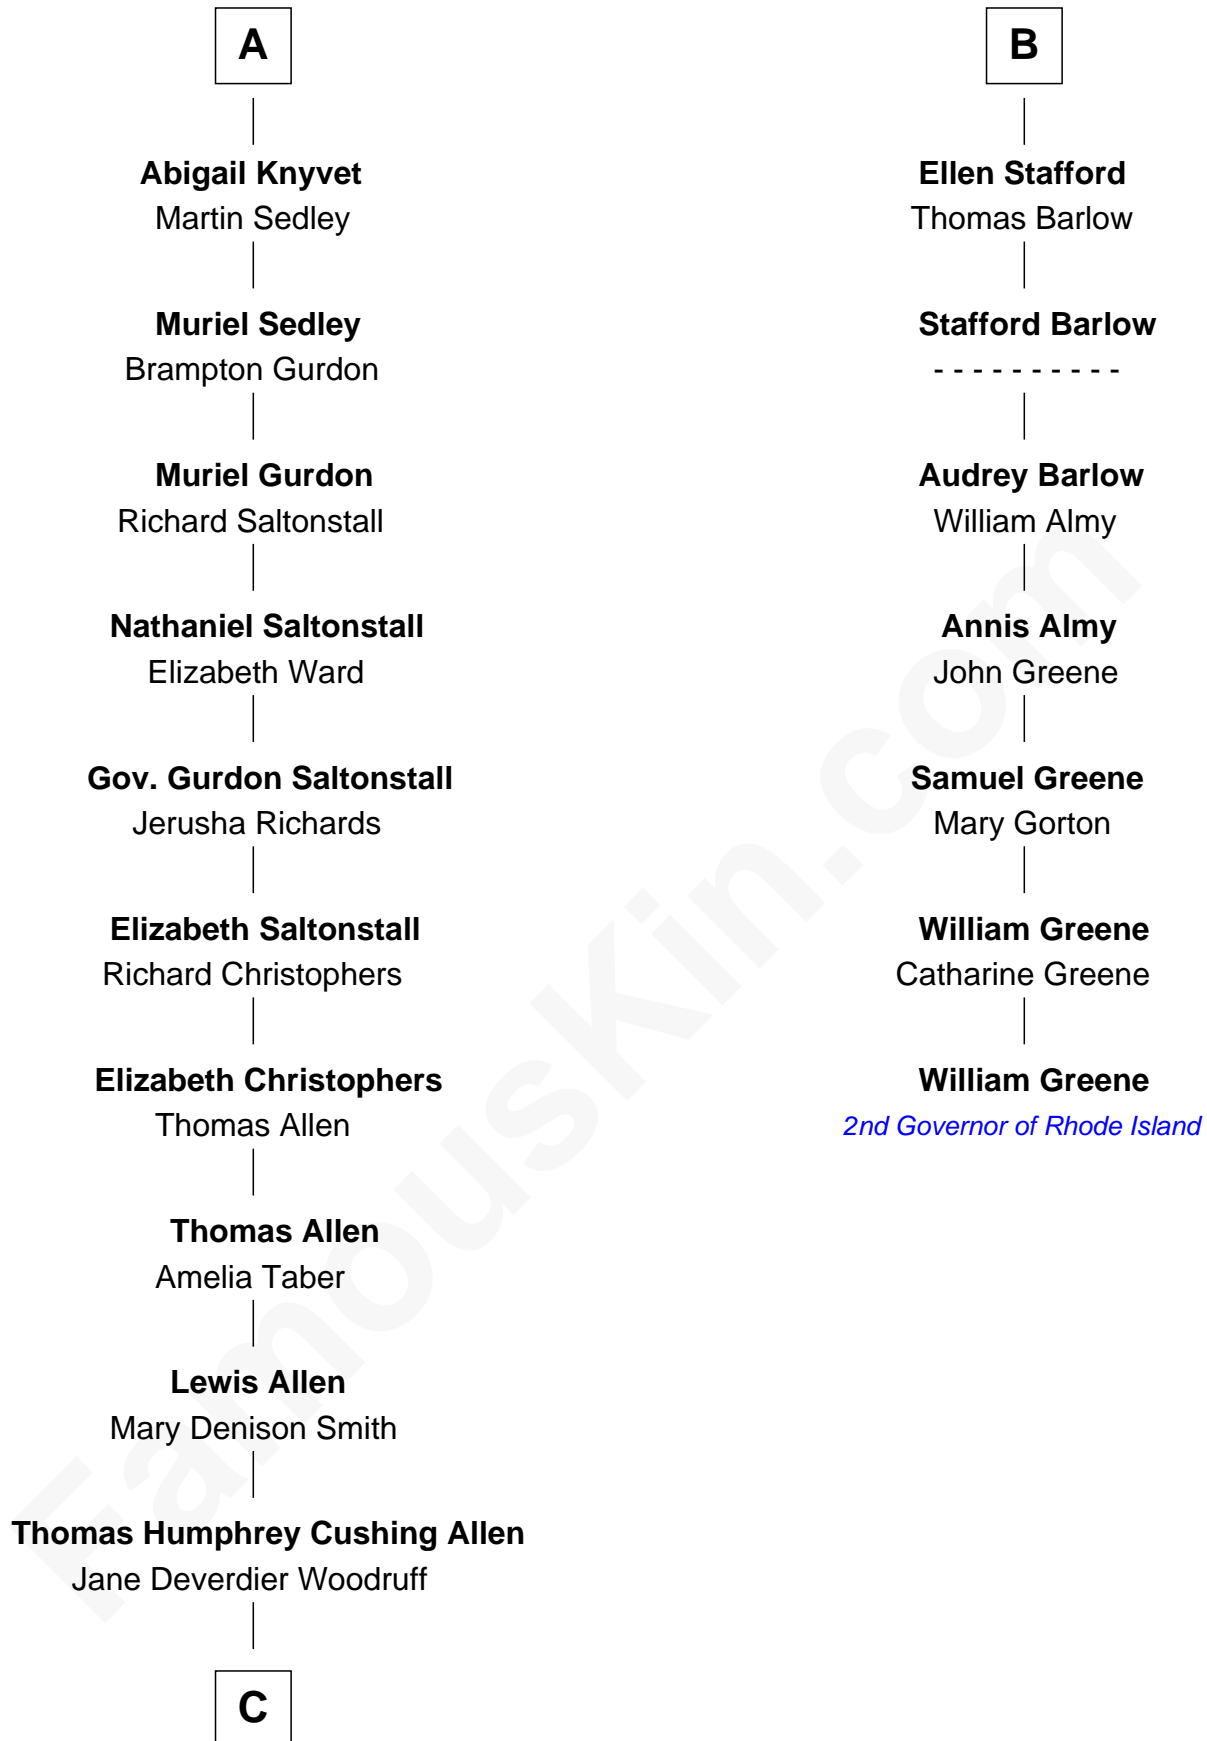 A
Abigail Knyvet
Martin Sedley
Muriel Sedley
Brampton Gurdon
Muriel Gurdon
Richard Saltonstall
Nathaniel Saltonstall
Elizabeth Ward
Gov. Gurdon Saltonstall
Jerusha Richards
Elizabeth Saltonstall
Richard Christophers
Elizabeth Christophers
Thomas Allen
Thomas Allen
Amelia Taber
Lewis Allen
Mary Denison Smith
Thomas Humphrey Cushing Allen
Jane Deverdier Woodruff
C
B
Ellen Stafford
Thomas Barlow
Stafford Barlow
- - - - - - - - - -
Audrey Barlow
William Almy
Annis Almy
John Greene
Samuel Greene
Mary Gorton
William Greene
Catharine Greene
William Greene
2nd Governor of Rhode Island
FamousKin.com